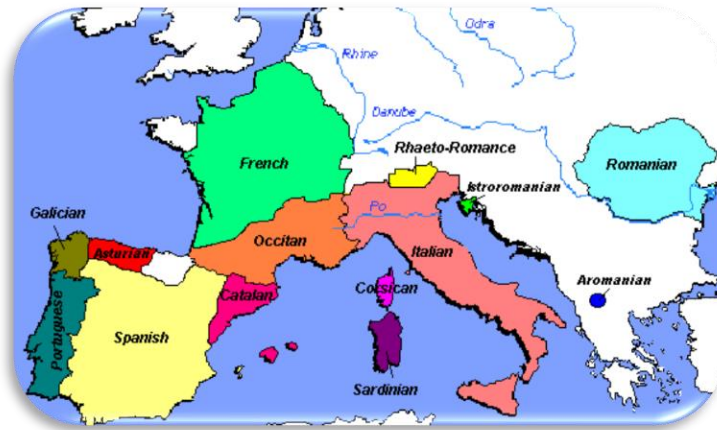 Odra
Rhine
Danube
French
Rhaeto-Romance
Romanian
Istroromanian
Po
Galician
Asturian
Occitan
Italian
Aromanian
Catalan
Corsican
Portuguese
Spanish
Sardinian